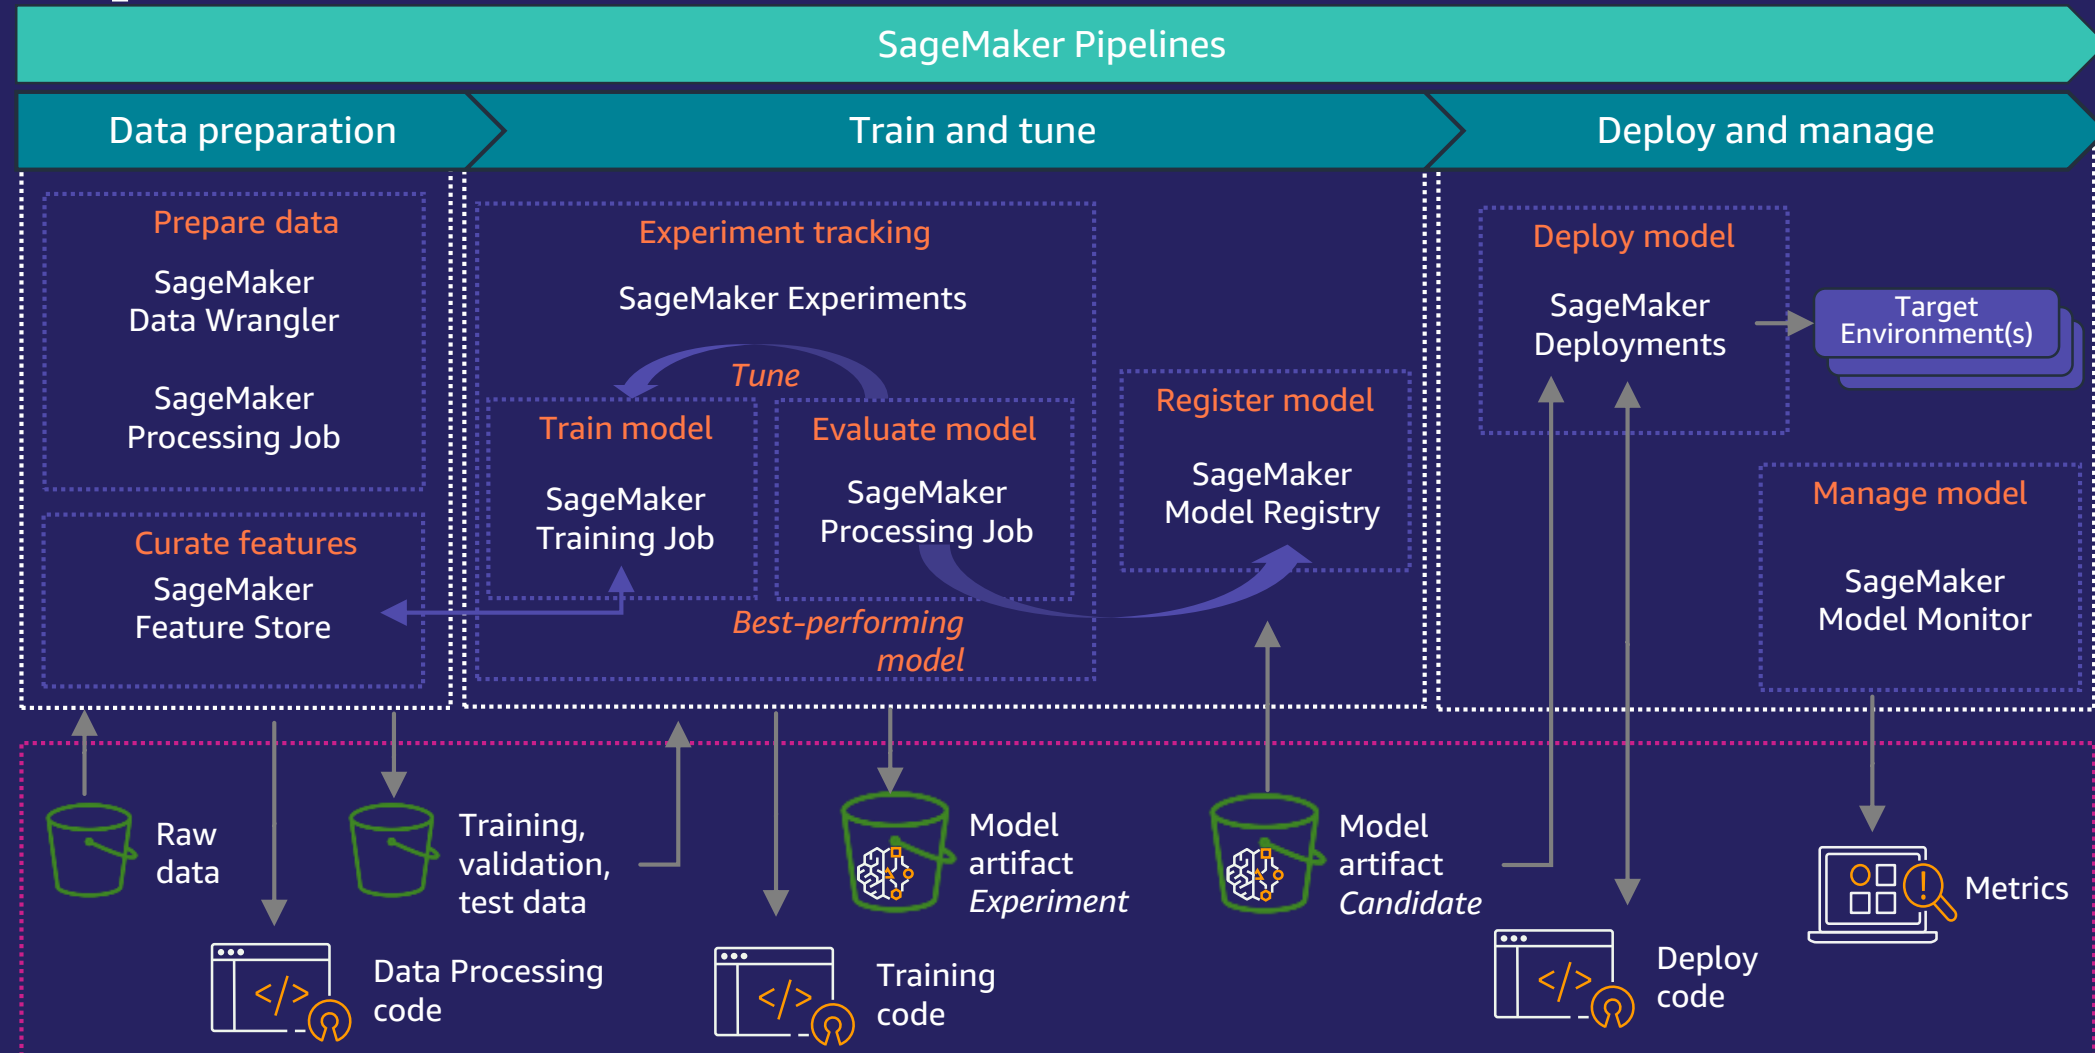 SageMaker Pipelines
Data preparation
Train and tune
Deploy and manage
Prepare data
SageMaker
Data Wrangler
SageMaker
Processing Job
Curate features
SageMaker
Feature Store
Experiment tracking
SageMaker Experiments
Tune
Train model
SageMaker
Training Job
Evaluate model
SageMaker
Processing Job
Best-performing
model
Register model
SageMaker
Model Registry
Deploy model
SageMaker
Deployments
Target
Environment(s)
Manage model
SageMaker
Model Monitor
Raw
data
Training,
validation,
test data
Model
artifact
Experiment
Model
artifact
Candidate
Metrics
</>
Data Processing
code
</>
Training
code
</>
Deploy
code